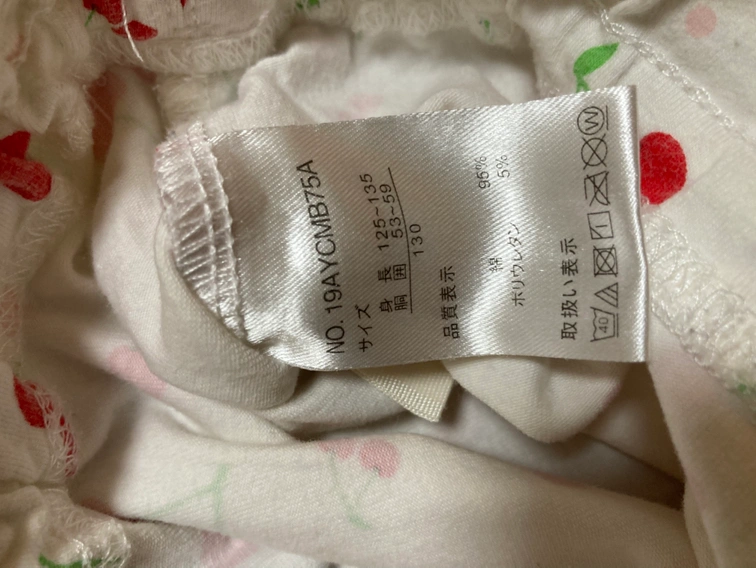 NO. 19AYCMB75A
サイズ
身 長 125-135
胴 囲 53-59
130
品質表示
綿 95%
ポリウレタン 5%
取扱い表示
40
W